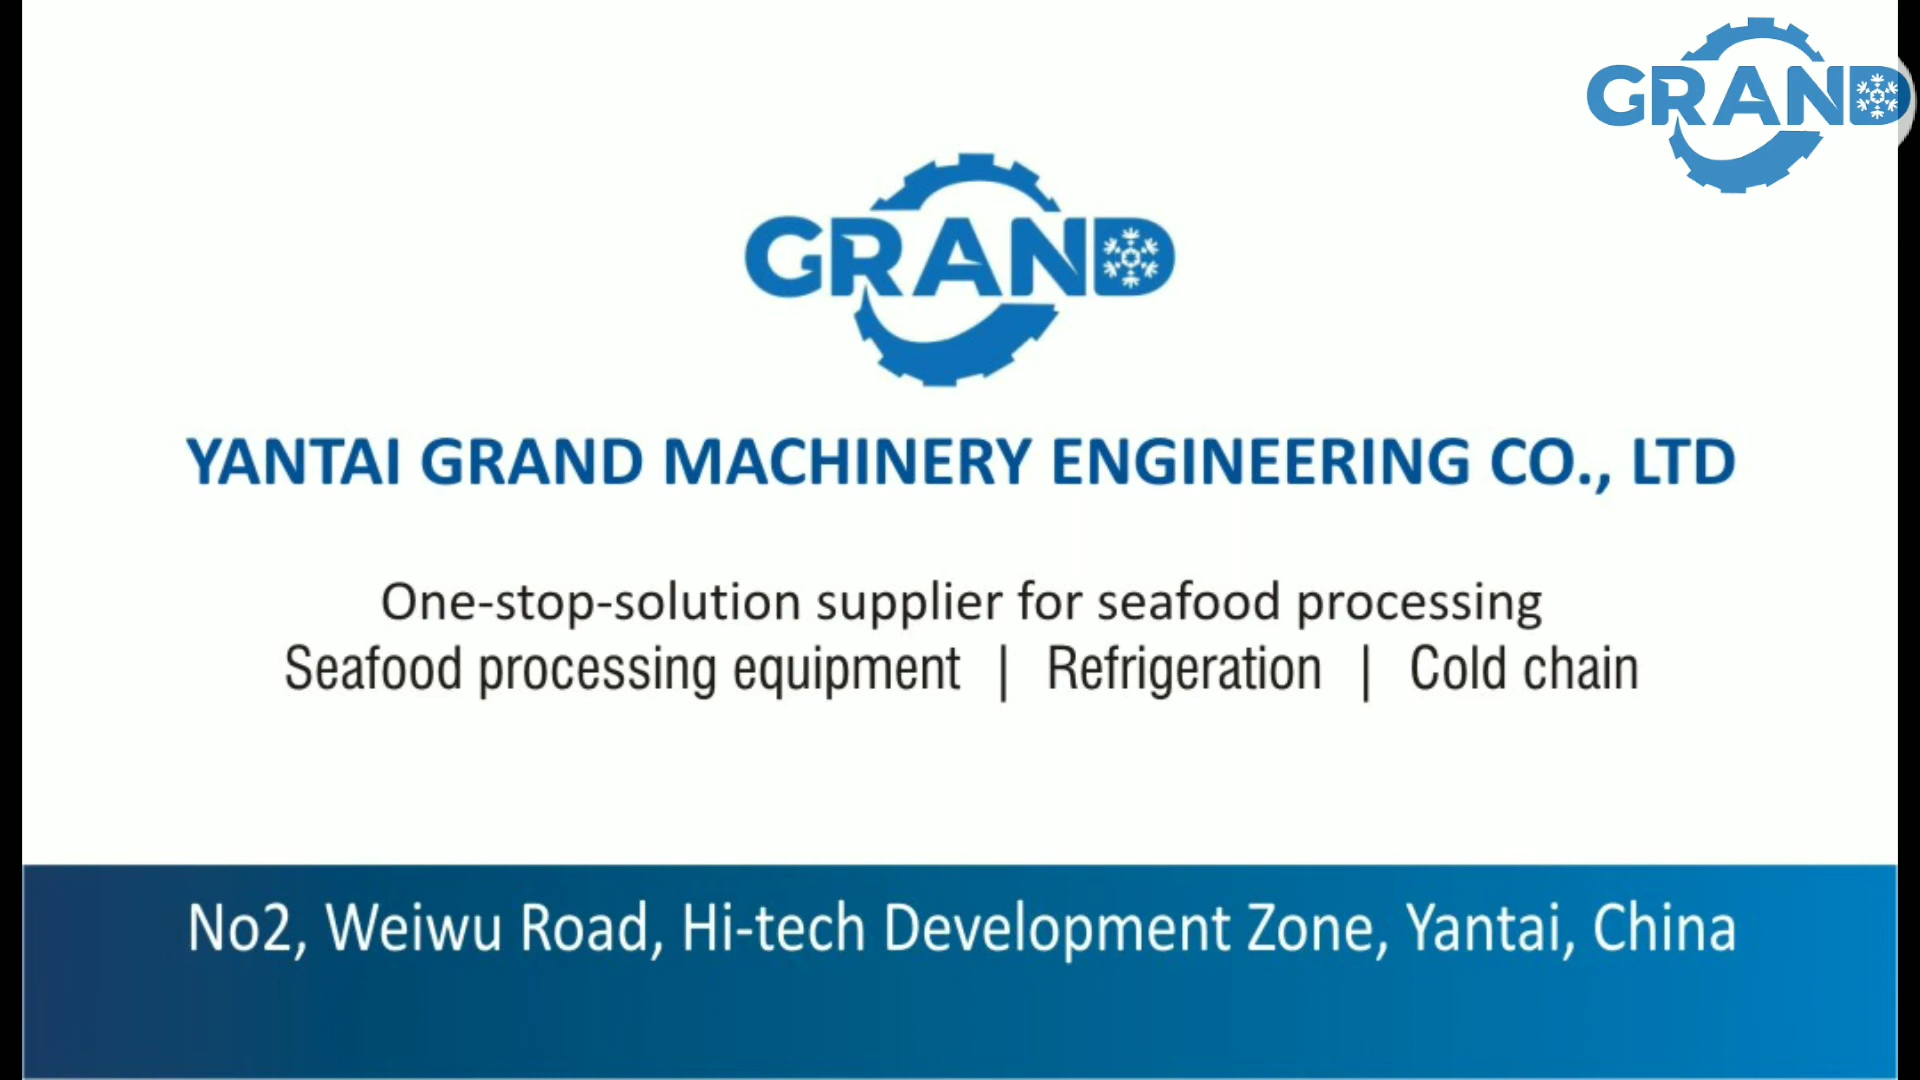 GRAND
GRAND
YANTAI GRAND MACHINERY ENGINEERING CO., LTD
One-stop-solution supplier for seafood processing
Seafood processing equipment | Refrigeration | Cold chain
No2, Weiwu Road, Hi-tech Development Zone, Yantai, China